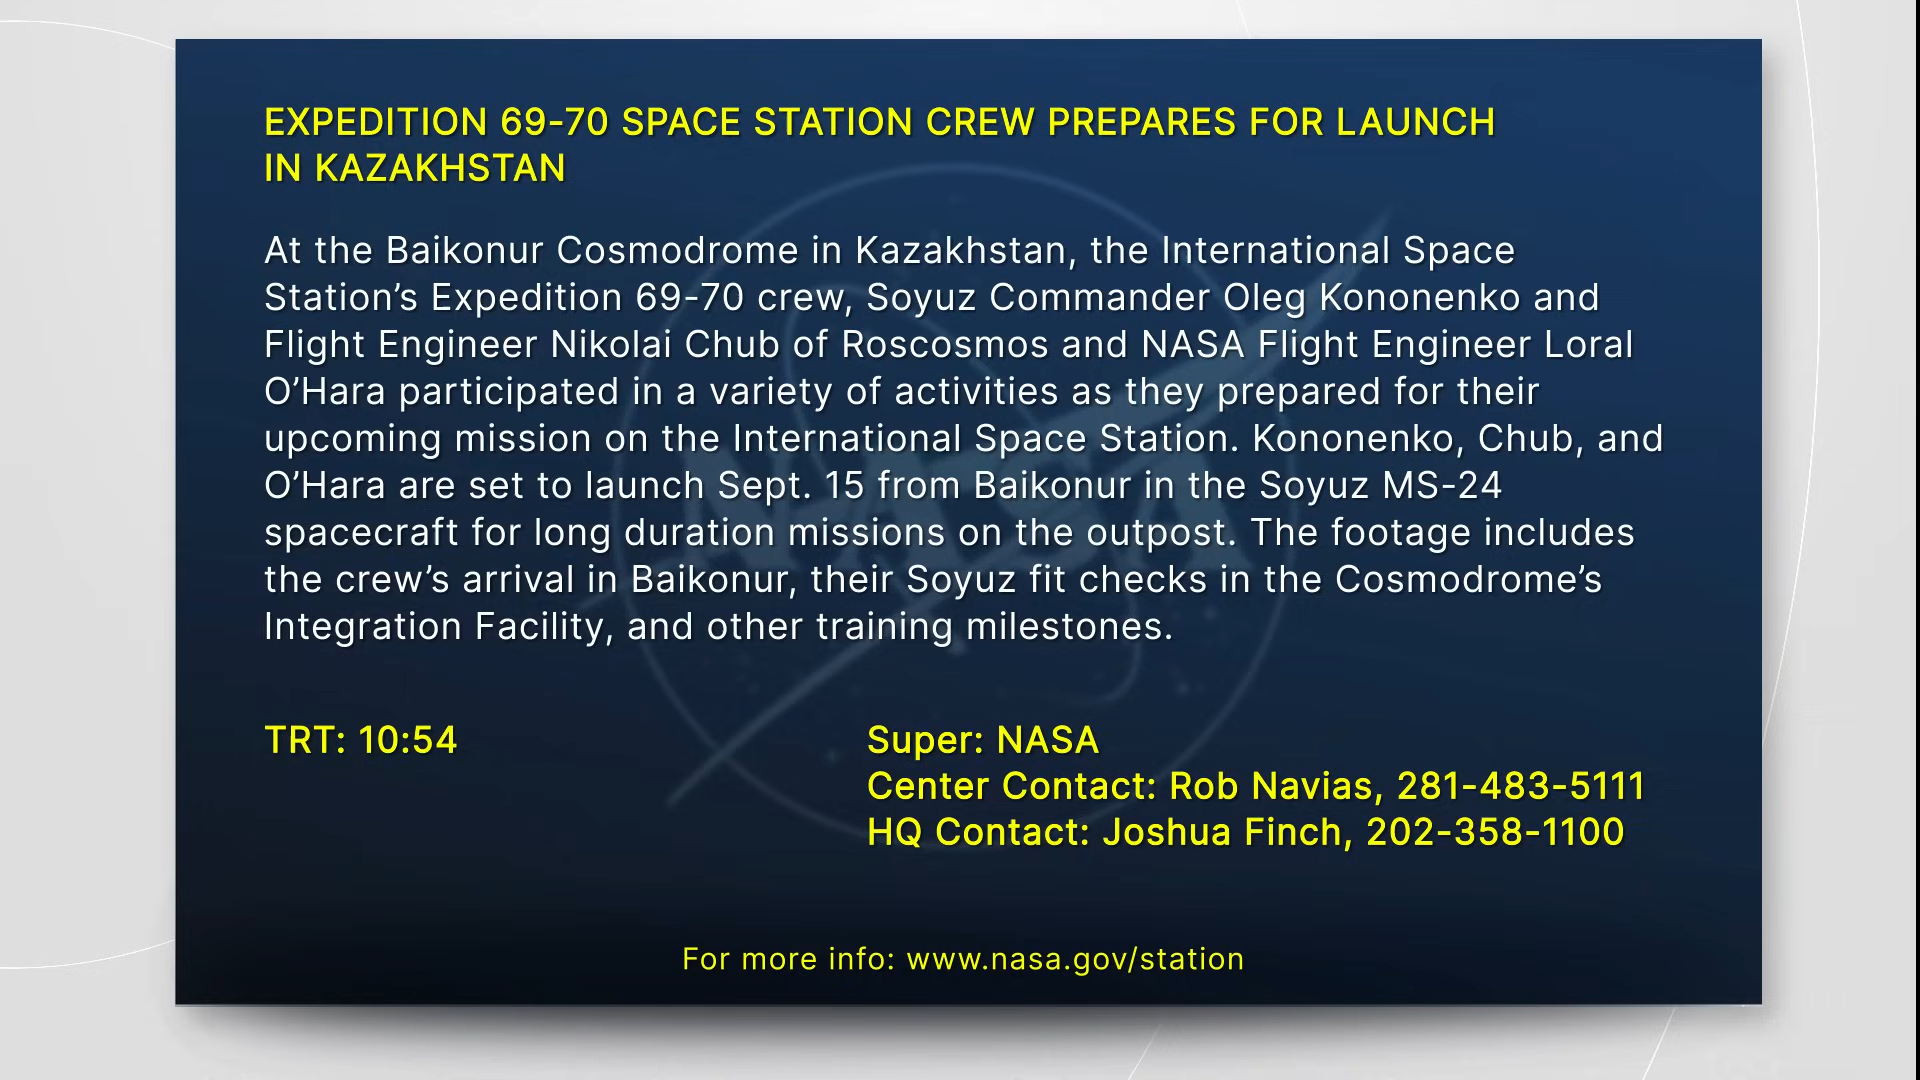 EXPEDITION 69-70 SPACE STATION CREW PREPARES FOR LAUNCH
IN KAZAKHSTAN
At the Baikonur Cosmodrome in Kazakhstan, the International Space
Station’s Expedition 69-70 crew, Soyuz Commander Oleg Kononenko and
Flight Engineer Nikolai Chub of Roscosmos and NASA Flight Engineer Loral
O’Hara participated in a variety of activities as they prepared for their
upcoming mission on the International Space Station. Kononenko, Chub, and
O’Hara are set to launch Sept. 15 from Baikonur in the Soyuz MS-24
spacecraft for long duration missions on the outpost. The footage includes
the crew’s arrival in Baikonur, their Soyuz fit checks in the Cosmodrome’s
Integration Facility, and other training milestones.
TRT: 10:54
Super: NASA
Center Contact: Rob Navias, 281-483-5111
HQ Contact: Joshua Finch, 202-358-1100
For more info: www.nasa.gov/station
NASA